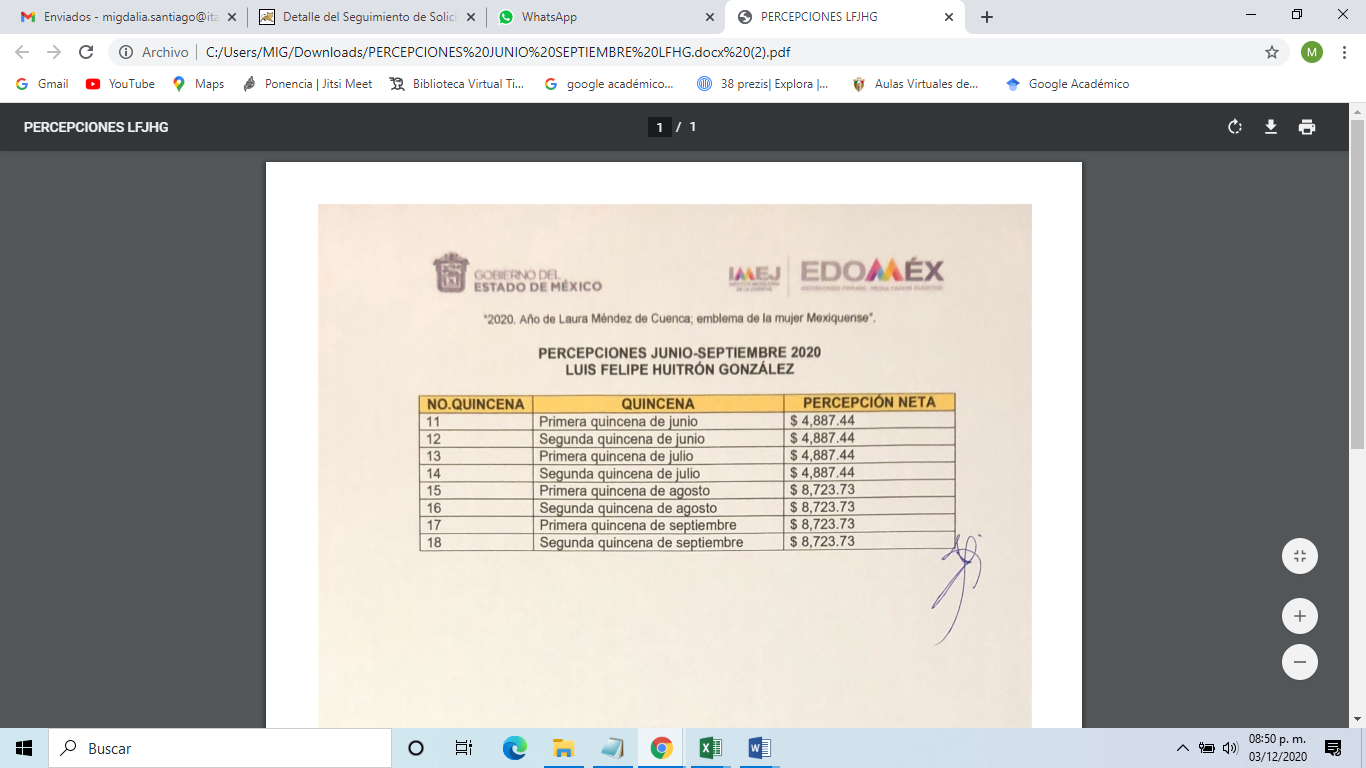 Enviados - migdalia.santiago@ita
Detalle del Seguimiento de Solici
WhatsApp
PERCEPCIONES LFJHG
Archivo
C:/Users/MIG/Downloads/PERCEPCIONES%20JUNIO%20SEPTIEMBRE%20LFHG.docx%20(2).pdf
M
Gmail
YouTube
Maps
Ponencia | Jitsi Meet
Biblioteca Virtual Ti...
google académico...
38 prezis| Explora |...
Aulas Virtuales de...
Google Académico
PERCEPCIONES LFJHG
1 / 1
GOBIERNO DEL
ESTADO DE MÉXICO
IMEJ
EDOMÉX
"2020. Año de Laura Méndez de Cuenca; emblema de la mujer Mexiquense".
PERCEPCIONES JUNIO-SEPTIEMBRE 2020
LUIS FELIPE HUITRÓN GONZÁLEZ
NO.QUINCENA QUINCENA PERCEPCIÓN NETA
11 Primera quincena de junio $ 4,887.44
12 Segunda quincena de junio $ 4,887.44
13 Primera quincena de julio $ 4,887.44
14 Segunda quincena de julio $ 4,887.44
15 Primera quincena de agosto $ 8,723.73
16 Segunda quincena de agosto $ 8,723.73
17 Primera quincena de septiembre $ 8,723.73
18 Segunda quincena de septiembre $ 8,723.73
Buscar
08:50 p. m.
03/12/2020